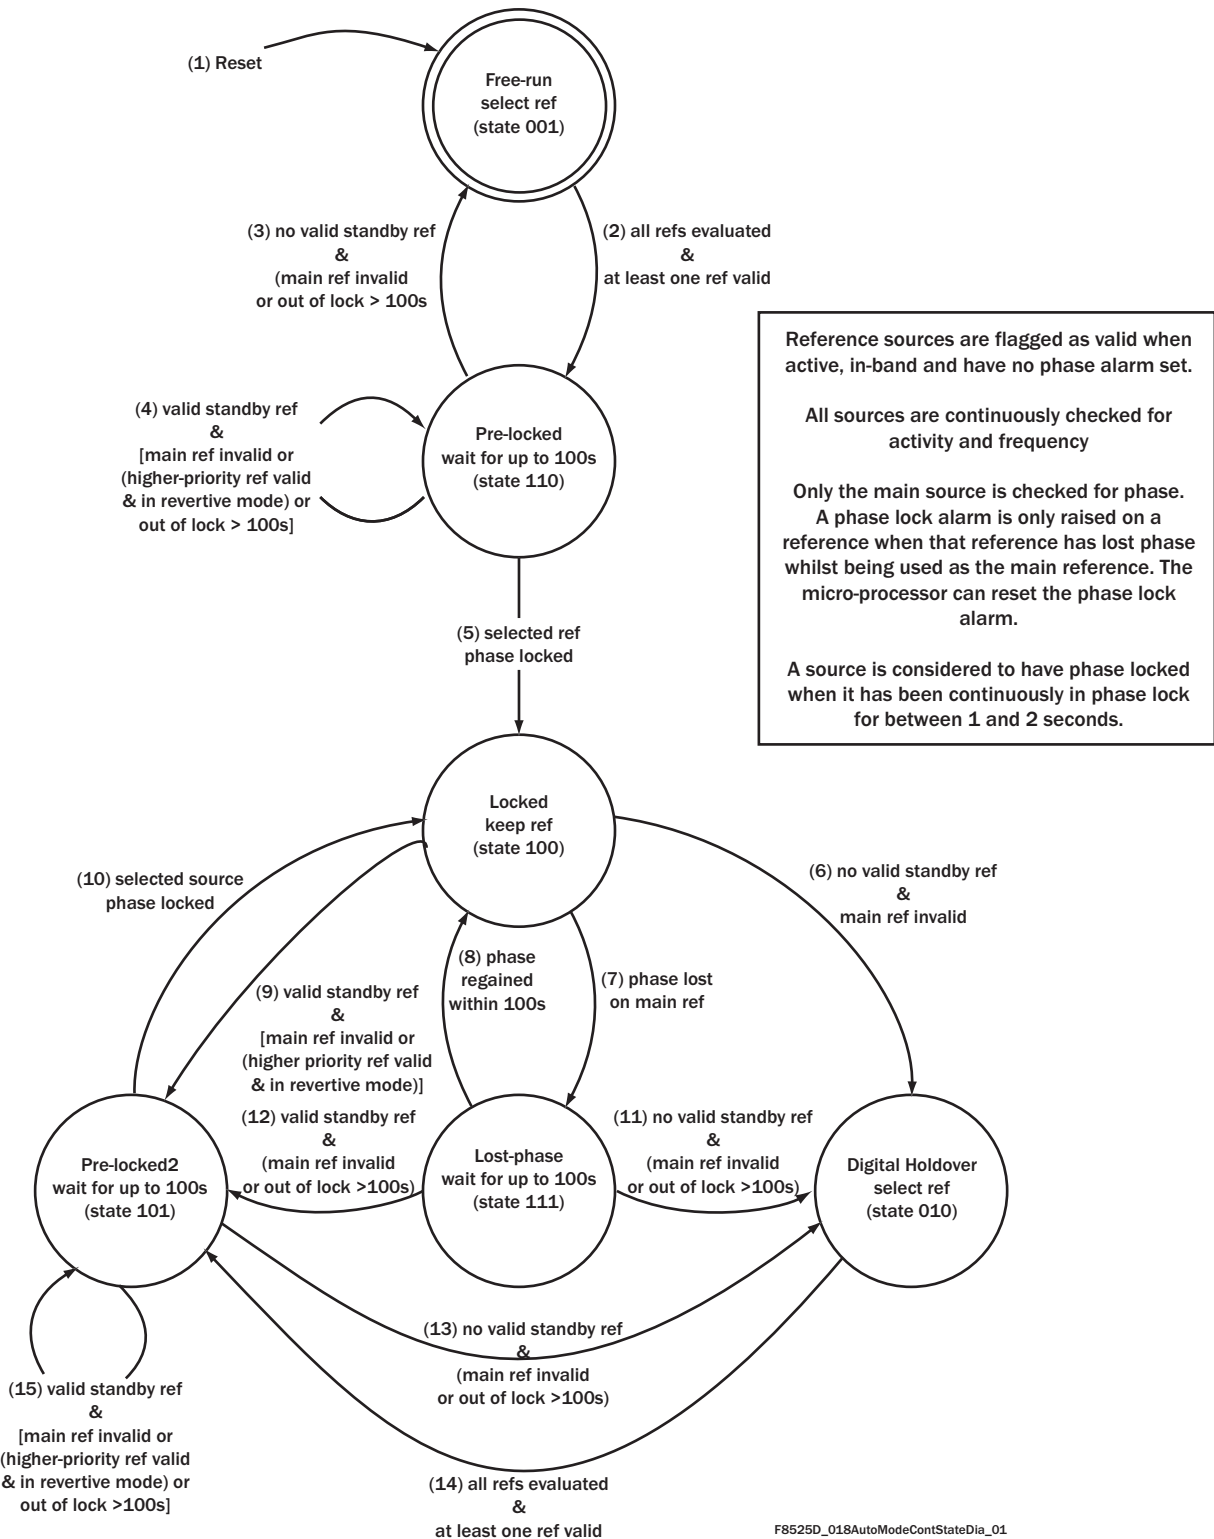 (1) Reset
Free-run
select ref
(state 001)
(3) no valid standby ref
&
(main ref invalid
or out of lock > 100s
(2) all refs evaluated
&
at least one ref valid
Reference sources are flagged as valid when
active, in-band and have no phase alarm set.
All sources are continuously checked for
activity and frequency
Only the main source is checked for phase.
A phase lock alarm is only raised on a
reference when that reference has lost phase
whilst being used as the main reference. The
micro-processor can reset the phase lock
alarm.
A source is considered to have phase locked
when it has been continuously in phase lock
for between 1 and 2 seconds.
(4) valid standby ref
&
[main ref invalid or
(higher-priority ref valid
& in revertive mode) or
out of lock > 100s]
Pre-locked
wait for up to 100s
(state 110)
(5) selected ref
phase locked
Locked
keep ref
(state 100)
(10) selected source
phase locked
(6) no valid standby ref
&
main ref invalid
(9) valid standby ref
&
[main ref invalid or
(higher priority ref valid
& in revertive mode)]
(8) phase
regained
within 100s
(7) phase lost
on main ref
(12) valid standby ref
&
(main ref invalid
or out of lock >100s)
(11) no valid standby ref
&
(main ref invalid
or out of lock >100s)
Pre-locked2
wait for up to 100s
(state 101)
Lost-phase
wait for up to 100s
(state 111)
Digital Holdover
select ref
(state 010)
(13) no valid standby ref
&
(main ref invalid
or out of lock >100s)
(15) valid standby ref
&
[main ref invalid or
(higher-priority ref valid
& in revertive mode) or
out of lock >100s]
(14) all refs evaluated
&
at least one ref valid
F8525D_018AutoModeContStateDia_01